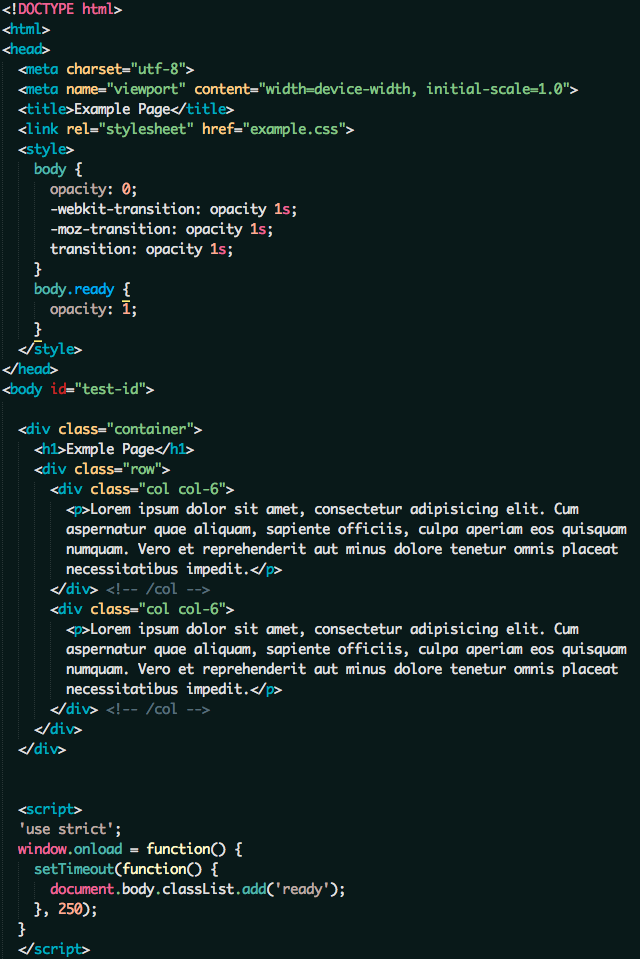 <!DOCTYPE html>
<html>
<head>
  <meta charset="utf-8">
  <meta name="viewport" content="width=device-width, initial-scale=1.0">
  <title>Example Page</title>
  <link rel="stylesheet" href="example.css">
  <style>
    body {
      opacity: 0;
      -webkit-transition: opacity 1s;
      -moz-transition: opacity 1s;
      transition: opacity 1s;
    }
    body.ready {
      opacity: 1;
    }
  </style>
</head>
<body id="test-id">

  <div class="container">
    <h1>Exmple Page</h1>
    <div class="row">
      <div class="col col-6">
        <p>Lorem ipsum dolor sit amet, consectetur adipisicing elit. Cum
        aspernatur quae aliquam, sapiente officiis, culpa aperiam eos quisquam
        numquam. Vero et reprehenderit aut minus dolore tenetur omnis placeat
        necessitatibus impedit.</p>
      </div> <!-- /col -->
      <div class="col col-6">
        <p>Lorem ipsum dolor sit amet, consectetur adipisicing elit. Cum
        aspernatur quae aliquam, sapiente officiis, culpa aperiam eos quisquam
        numquam. Vero et reprehenderit aut minus dolore tenetur omnis placeat
        necessitatibus impedit.</p>
      </div> <!-- /col -->
    </div>
  </div>


  <script>
  'use strict';
  window.onload = function() {
    setTimeout(function() {
      document.body.classList.add('ready');
    }, 250);
  }
  </script>